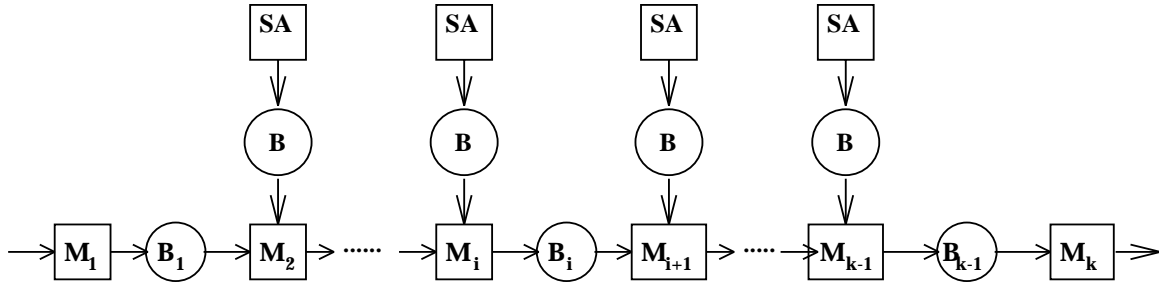 SA SA SA SA
B B B B
M₁ B₁ M₂ ...... Mᵢ Bᵢ Mᵢ₊₁ ..... Mₖ₋₁ Bₖ₋₁ Mₖ